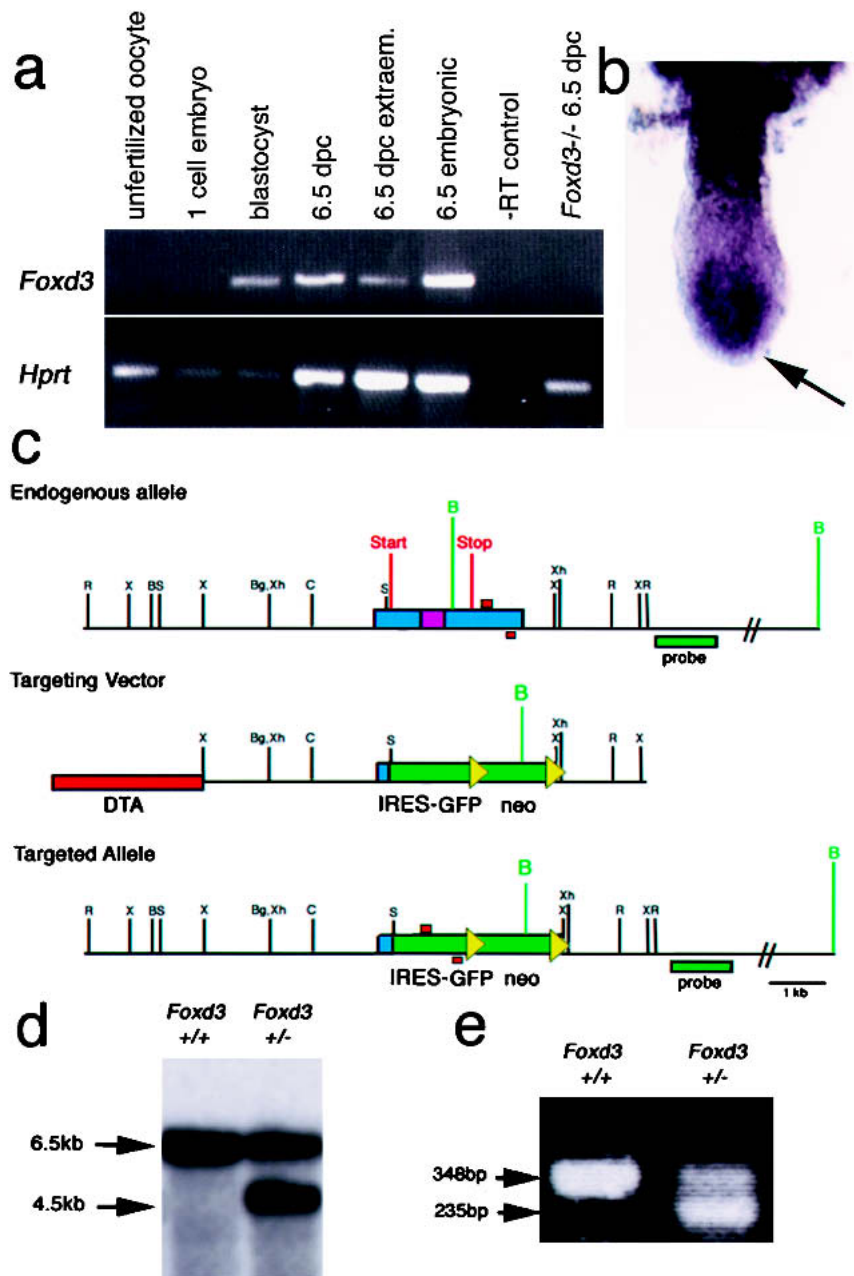 a
unfertilized oocyte
1 cell embryo
blastocyst
6.5 dpc
6.5 dpc extraem.
6.5 embryonic
-RT control
Foxd3-/- 6.5 dpc
Foxd3
Hprt
b
c
Endogenous allele
R X BS X Bg,Xh C S Start B Stop X Xh R XR B
probe
Targeting Vector
X Bg,Xh C S B X Xh R X
DTA
IRES-GFP neo
Targeted Allele
R X BS X Bg,Xh C S B X Xh R XR B
IRES-GFP neo
probe
1 kb
d
Foxd3 +/+
Foxd3 +/-
6.5kb
4.5kb
e
Foxd3 +/+
Foxd3 +/-
348bp
235bp